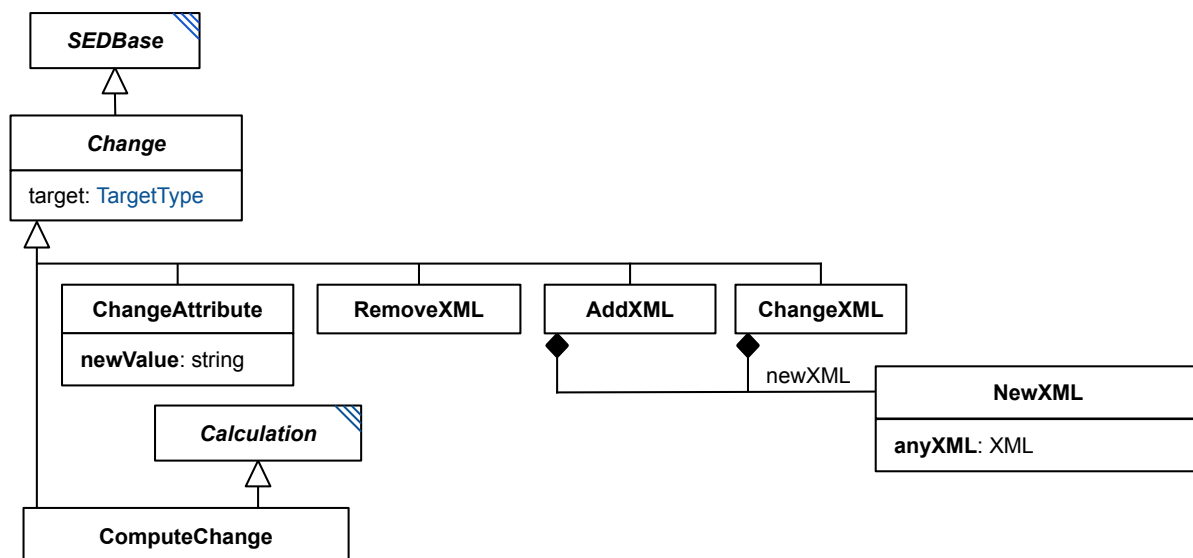 SEDBase
Change
target: TargetType
ChangeAttribute
newValue: string
RemoveXML
AddXML
ChangeXML
newXML
NewXML
anyXML: XML
Calculation
ComputeChange